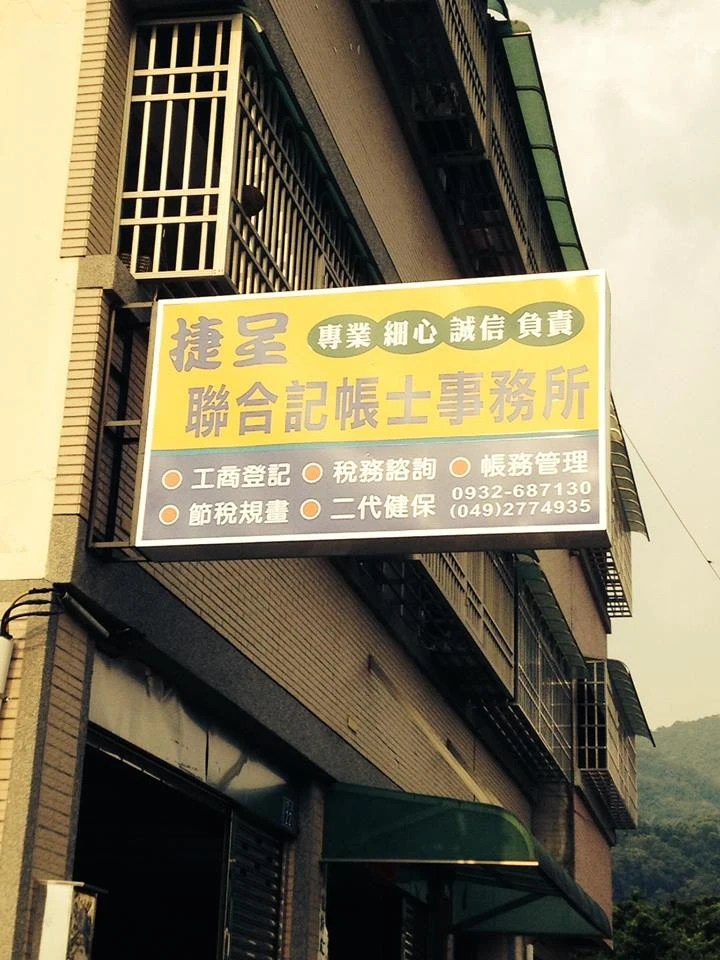 捷呈 專業 細心 誠信 負責
聯合記帳士事務所
工商登記 稅務諮詢 帳務管理
節稅規畫 二代健保 0932-687130
(049)2774935